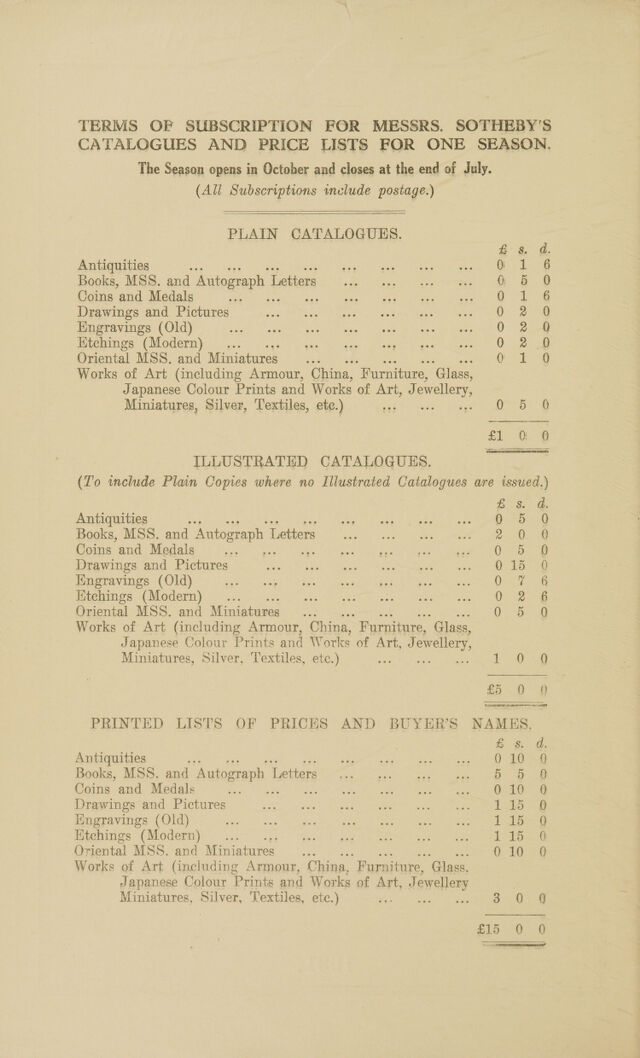 TERMS OF SUBSCRIPTION FOR MESSRS. SOTHEBY'S
CATALOGUES AND PRICE LISTS FOR ONE SEASON.
The Season opens in October and closes at the end of July.
(All Subscriptions include postage.)
PLAIN CATALOGUES.
£ s. d.
Antiquities ... ... ... ... ... ... ... ... 0 1 6
Books, MSS. and Autograph Letters ... ... ... ... 0 5 0
Coins and Medals ... ... ... ... ... ... ... 0 1 6
Drawings and Pictures ... ... ... ... ... ... 0 2 0
Engravings (Old) ... ... ... ... ... ... ... 0 2 0
Etchings (Modern) ... ... ... ... ... ... ... 0 2 0
Oriental MSS. and Miniatures ... ... ... ... ... 0 1 0
Works of Art (including Armour, China, Furniture, Glass,
Japanese Colour Prints and Works of Art, Jewellery,
Miniatures, Silver, Textiles, etc.) ... ... ... 0 5 0
£1 0 0
ILLUSTRATED CATALOGUES.
(To include Plain Copies where no Illustrated Catalogues are issued.)
£ s. d.
Antiquities ... ... ... ... ... ... ... ... 0 5 0
Books, MSS. and Autograph Letters ... ... ... ... 2 0 0
Coins and Medals ... ... ... ... ... ... ... 0 5 0
Drawings and Pictures ... ... ... ... ... ... 0 15 0
Engravings (Old) ... ... ... ... ... ... ... 0 7 6
Etchings (Modern) ... ... ... ... ... ... ... 0 2 6
Oriental MSS. and Miniatures ... ... ... ... ... 0 5 0
Works of Art (including Armour, China, Furniture, Glass,
Japanese Colour Prints and Works of Art, Jewellery,
Miniatures, Silver, Textiles, etc.) ... ... ... 1 0 0
£5 0 0
PRINTED LISTS OF PRICES AND BUYER'S NAMES.
£ s. d.
Antiquities ... ... ... ... ... ... ... ... 0 10 0
Books, MSS. and Autograph Letters ... ... ... ... 5 5 0
Coins and Medals ... ... ... ... ... ... ... 0 10 0
Drawings and Pictures ... ... ... ... ... ... 1 15 0
Engravings (Old) ... ... ... ... ... ... ... 1 15 0
Etchings (Modern) ... ... ... ... ... ... ... 1 15 0
Oriental MSS. and Miniatures ... ... ... ... ... 0 10 0
Works of Art (including Armour, China, Furniture, Glass,
Japanese Colour Prints and Works of Art, Jewellery
Miniatures, Silver, Textiles, etc.) ... ... ... 3 0 0
£15 0 0